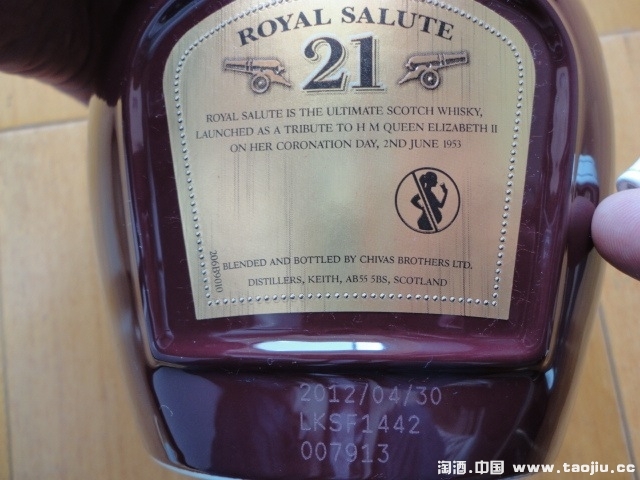 ROYAL SALUTE
21
ROYAL SALUTE IS THE ULTIMATE SCOTCH WHISKY,
LAUNCHED AS A TRIBUTE TO H M QUEEN ELIZABETH II
ON HER CORONATION DAY, 2ND JUNE 1953
BLENDED AND BOTTLED BY CHIVAS BROTHERS LTD.
DISTILLERS, KEITH, AB55 5BS, SCOTLAND
2012/04/30
LKSF1442
007913
淘酒.中国 www.taojiu.cc